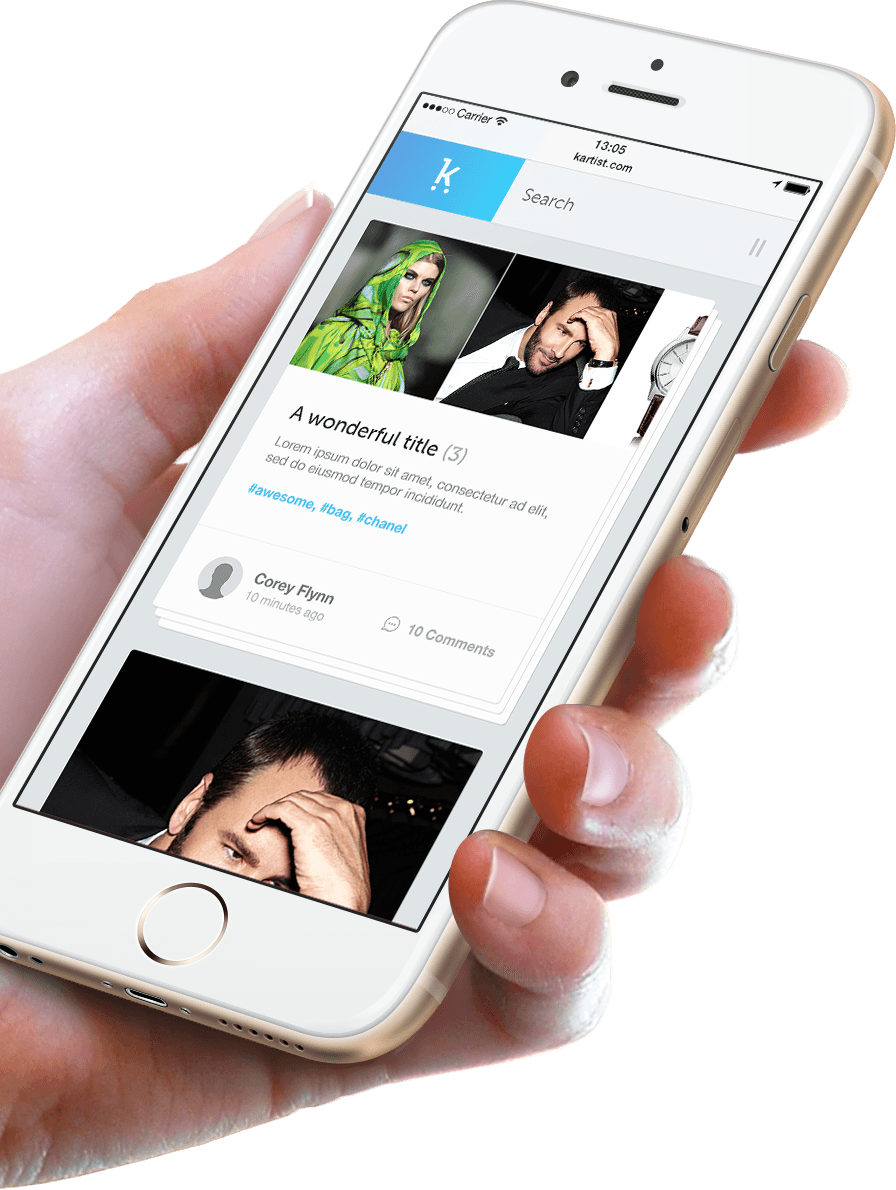 Carrier
13:05
kartist.com
k
Search
A wonderful title (3)
Lorem ipsum dolor sit amet, consectetur ad elit,
sed do eiusmod tempor incididunt.
#awesome, #bag, #chanel
Corey Flynn
10 minutes ago
10 Comments